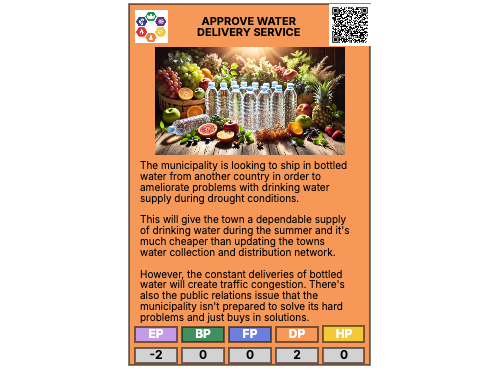 APPROVE WATER
DELIVERY SERVICE
The municipality is looking to ship in bottled
water from another country in order to
ameliorate problems with drinking water
supply during drought conditions.
This will give the town a dependable supply
of drinking water during the summer and it's
much cheaper than updating the towns
water collection and distribution network.
However, the constant deliveries of bottled
water will create traffic congestion. There's
also the public relations issue that the
municipality isn't prepared to solve its hard
problems and just buys in solutions.
EP BP FP DP HP
-2 0 0 2 0